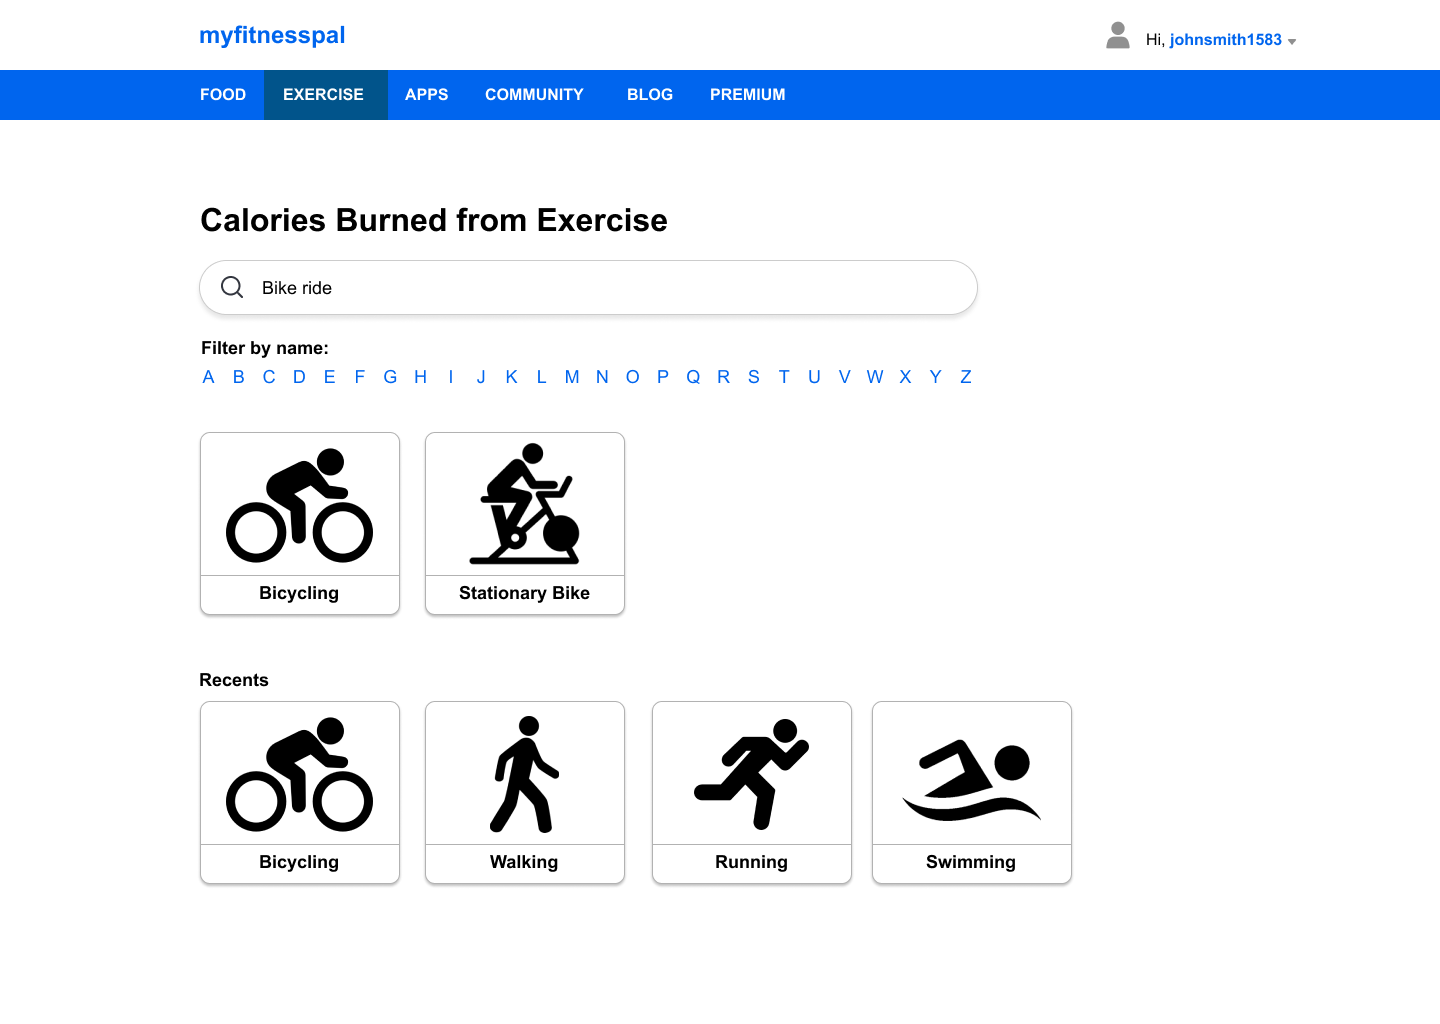 myfitnesspal
Hi, johnsmith1583
FOOD EXERCISE APPS COMMUNITY BLOG PREMIUM
Calories Burned from Exercise
Bike ride
Filter by name:
A B C D E F G H I J K L M N O P Q R S T U V W X Y Z
Bicycling Stationary Bike
Recents
Bicycling Walking Running Swimming